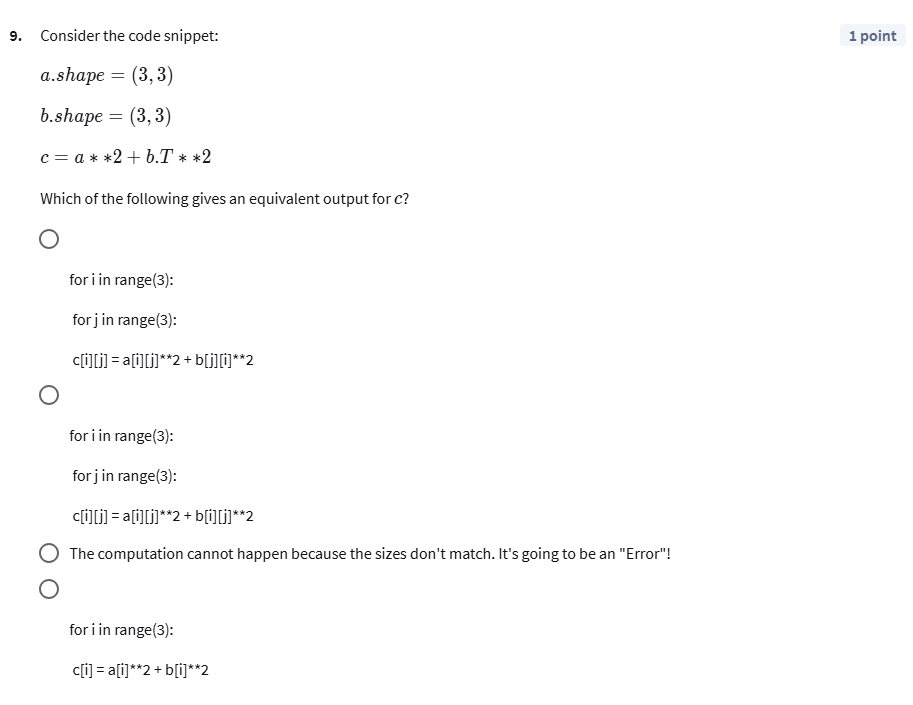 9. Consider the code snippet: 1 point
a.shape = (3, 3)
b.shape = (3, 3)
c = a * *2 + b.T * *2
Which of the following gives an equivalent output for c?
for i in range(3):
for j in range(3):
c[i][j] = a[i][j]**2 + b[j][i]**2
for i in range(3):
for j in range(3):
c[i][j] = a[i][j]**2 + b[i][j]**2
The computation cannot happen because the sizes don't match. It's going to be an "Error"!
for i in range(3):
c[i] = a[i]**2 + b[i]**2